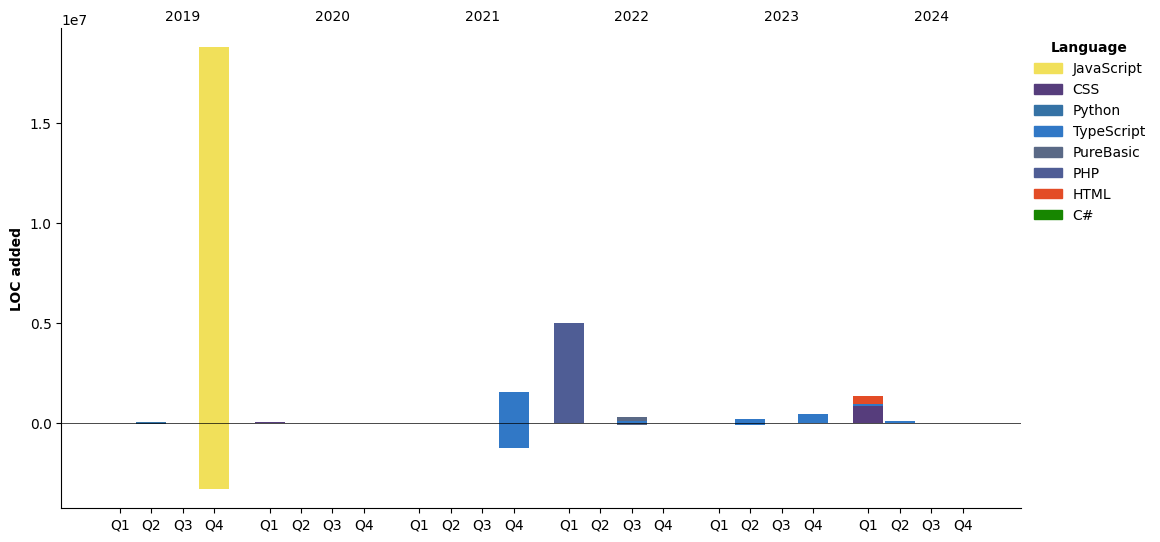 1e7
2019 2020 2021 2022 2023 2024
Language
JavaScript
CSS
Python
TypeScript
PureBasic
PHP
HTML
C#
LOC added
1.5
1.0
0.5
0.0
Q1 Q2 Q3 Q4 Q1 Q2 Q3 Q4 Q1 Q2 Q3 Q4 Q1 Q2 Q3 Q4 Q1 Q2 Q3 Q4 Q1 Q2 Q3 Q4